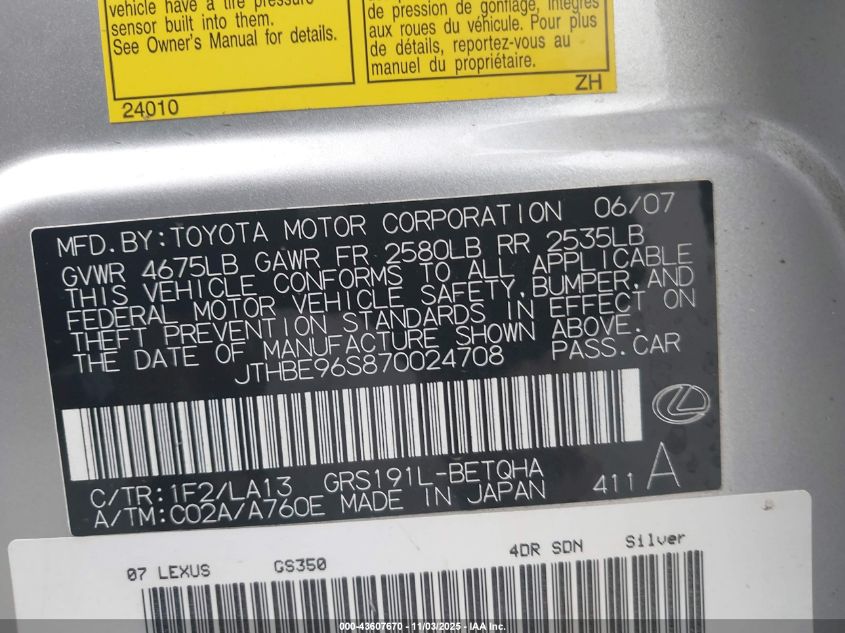 vehicle have a tire pressure
sensor built into them.
See Owner's Manual for details.
24010
de pression de gonflage, intégrés
aux roues du véhicule. Pour plus
de détails, reportez-vous au
manuel du propriétaire.
ZH
MFD. BY: TOYOTA MOTOR CORPORATION 06/07
GVWR 4675LB GAWR FR 2580LB RR 2535LB
THIS VEHICLE CONFORMS TO ALL APPLICABLE
FEDERAL MOTOR VEHICLE SAFETY, BUMPER, AND
THEFT PREVENTION STANDARDS IN EFFECT ON
THE DATE OF MANUFACTURE SHOWN ABOVE.
JTHBE96S870024708 PASS. CAR
C/TR: 1F2/LA13 GRS191L-BETQHA
A/TM: C02A/A760E MADE IN JAPAN 411 A
07 LEXUS GS350 4DR SDN Silver
000-43607670 - 11/03/2025 - IAA Inc.